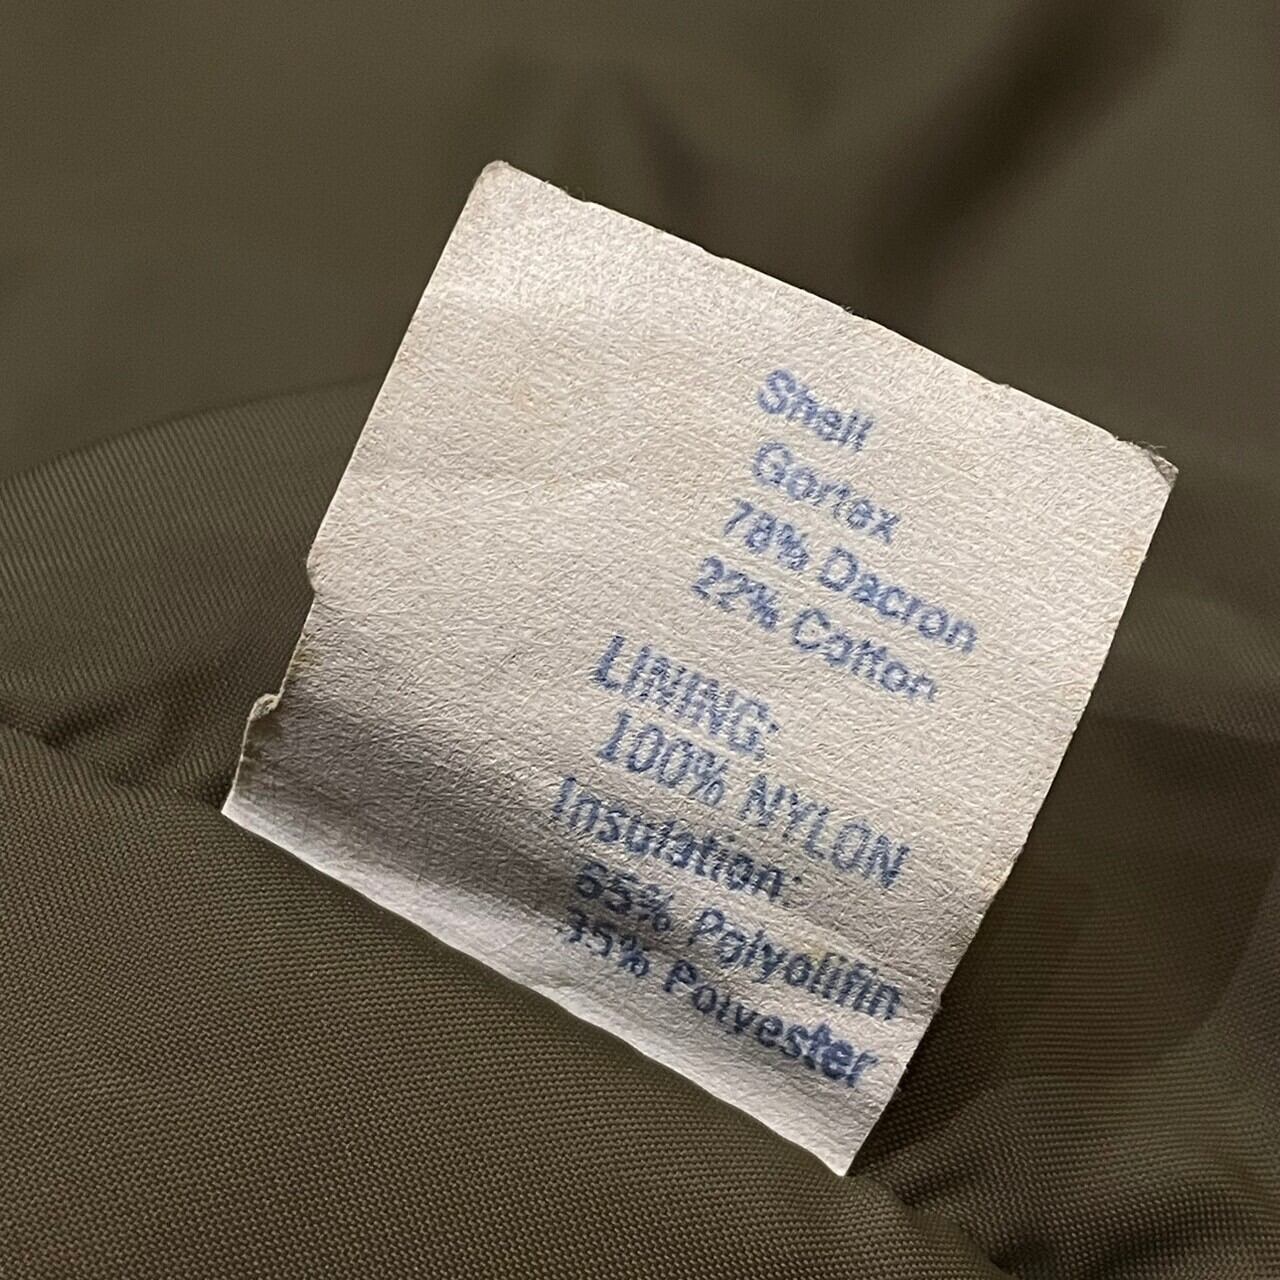 Shell
Gortex
78% Dacron
22% Cotton
LINING:
100% NYLON
Insulation:
65% Polyolifin
35% Polyester